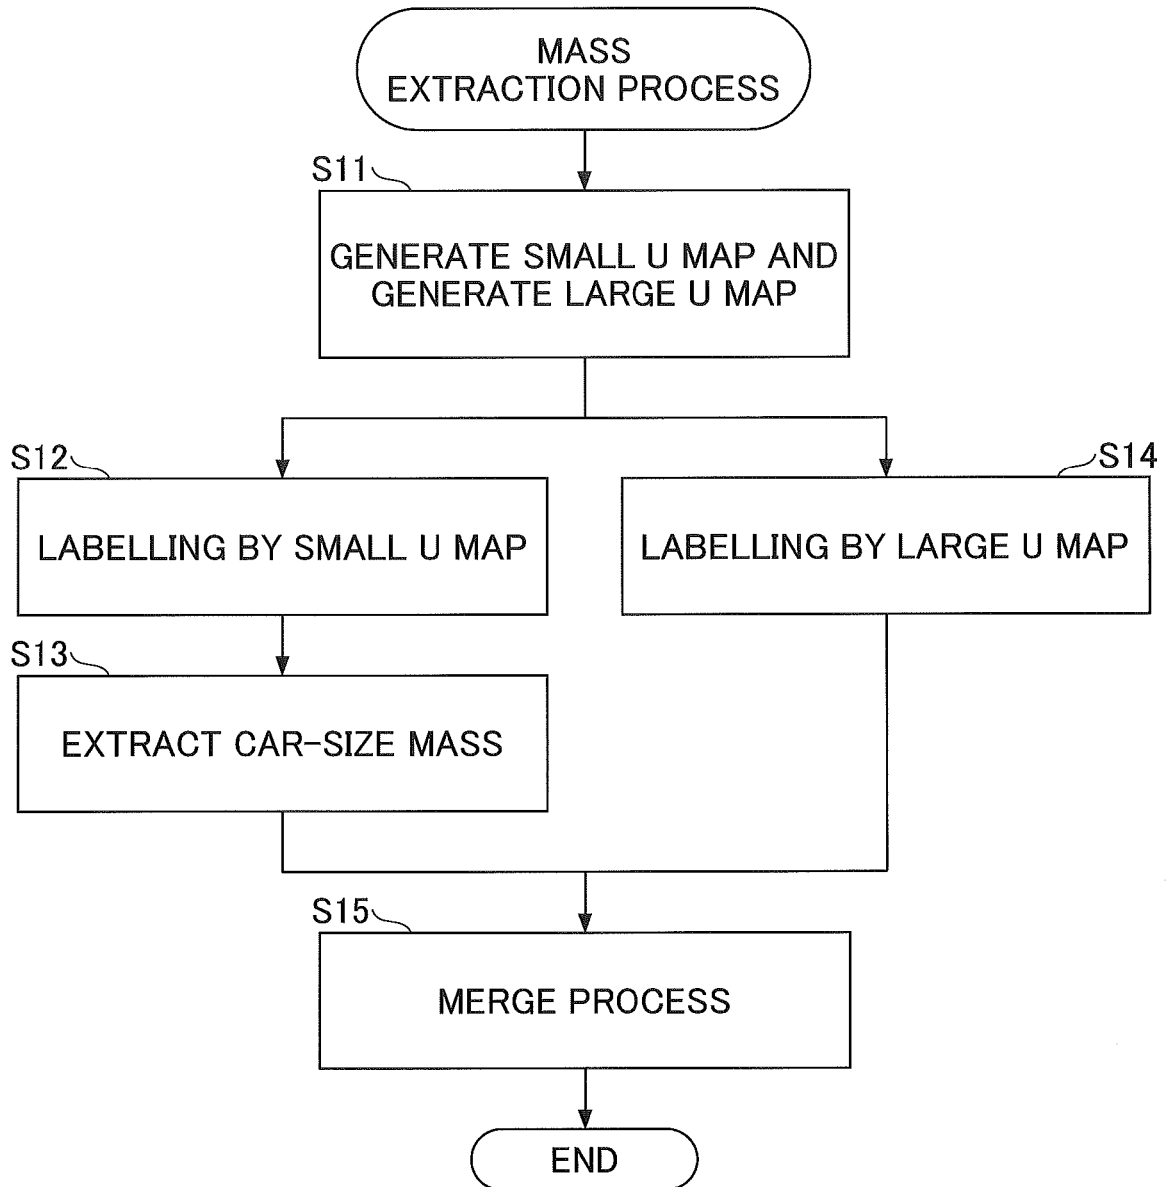 MASS
EXTRACTION PROCESS
S11
GENERATE SMALL U MAP AND
GENERATE LARGE U MAP
S12
LABELLING BY SMALL U MAP
S14
LABELLING BY LARGE U MAP
S13
EXTRACT CAR-SIZE MASS
S15
MERGE PROCESS
END